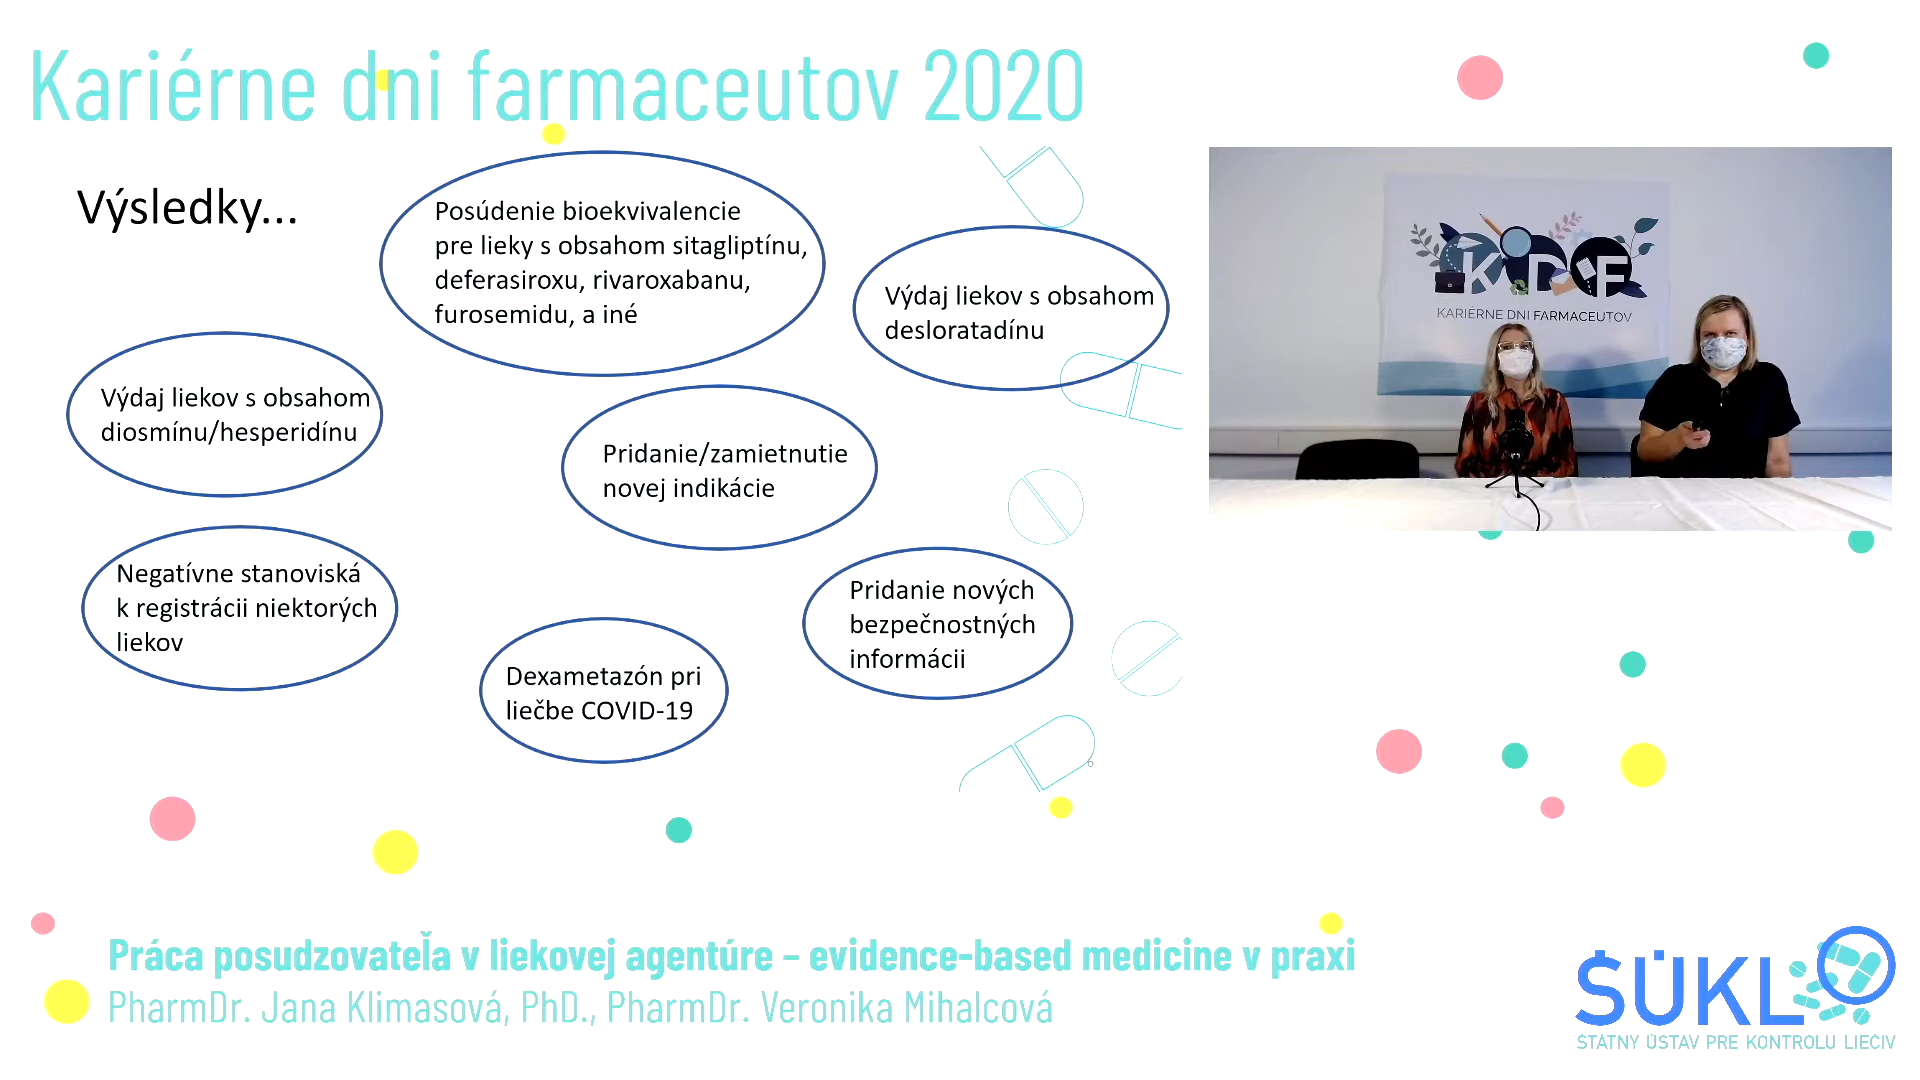 Kariérne dni farmaceutov 2020
Výsledky...
Posúdenie bioekvivalencie
pre lieky s obsahom sitagliptínu,
deferasiroxu, rivaroxabanu,
furosemidu, a iné
Výdaj liekov s obsahom
desloratadínu
Výdaj liekov s obsahom
diosmínu/hesperidínu
Pridanie/zamietnutie
novej indikácie
Negatívne stanoviská
k registrácii niektorých
liekov
Pridanie nových
bezpečnostných
informácii
Dexametazón pri
liečbe COVID-19
KDF
KARIÉRNE DNI FARMACEUTOV
Práca posudzovateľa v liekovej agentúre – evidence-based medicine v praxi
PharmDr. Jana Klimasová, PhD., PharmDr. Veronika Mihalcová
ŠÚKL
ŠTÁTNY ÚSTAV PRE KONTROLU LIEČIV